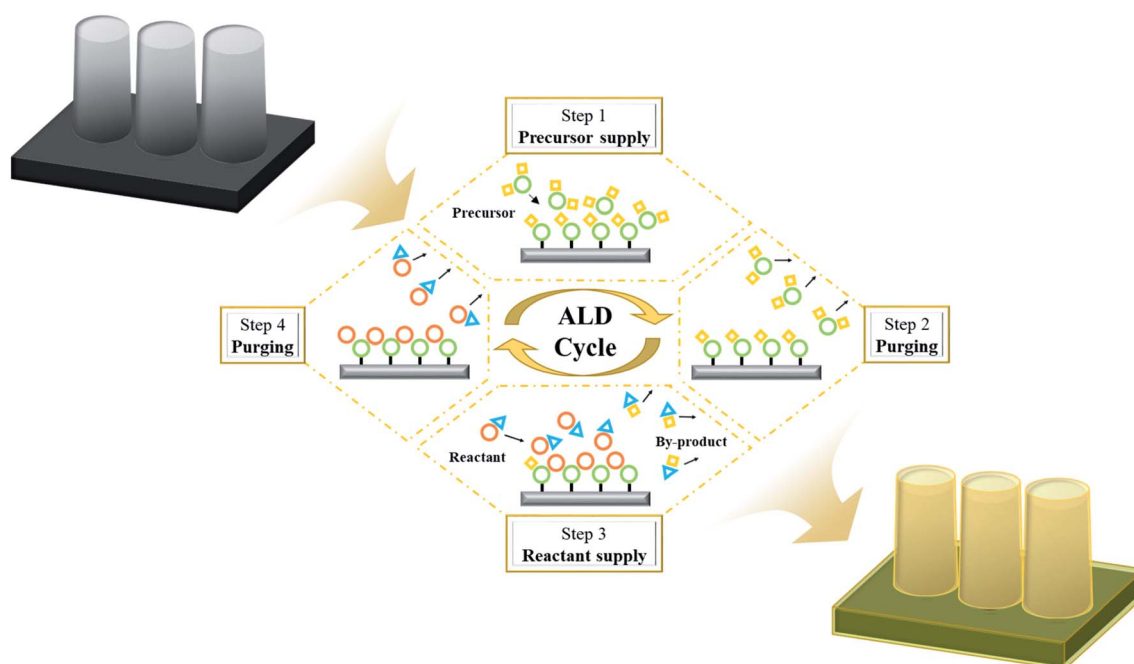 Step 1
Precursor supply
Precursor
Step 4
Purging
ALD
Cycle
Step 2
Purging
Reactant
By-product
Step 3
Reactant supply